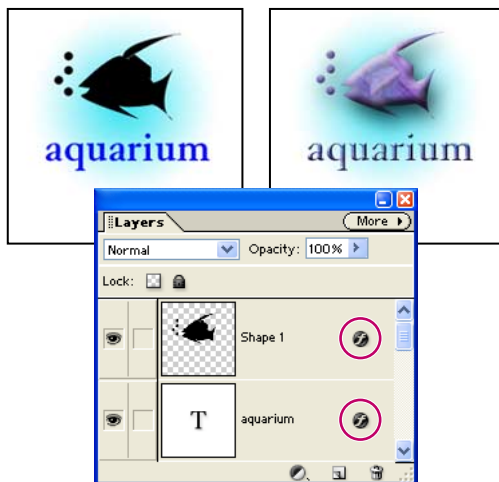 aquarium
aquarium
Layers
More
Normal
Opacity: 100%
Lock:
Shape 1
T
aquarium